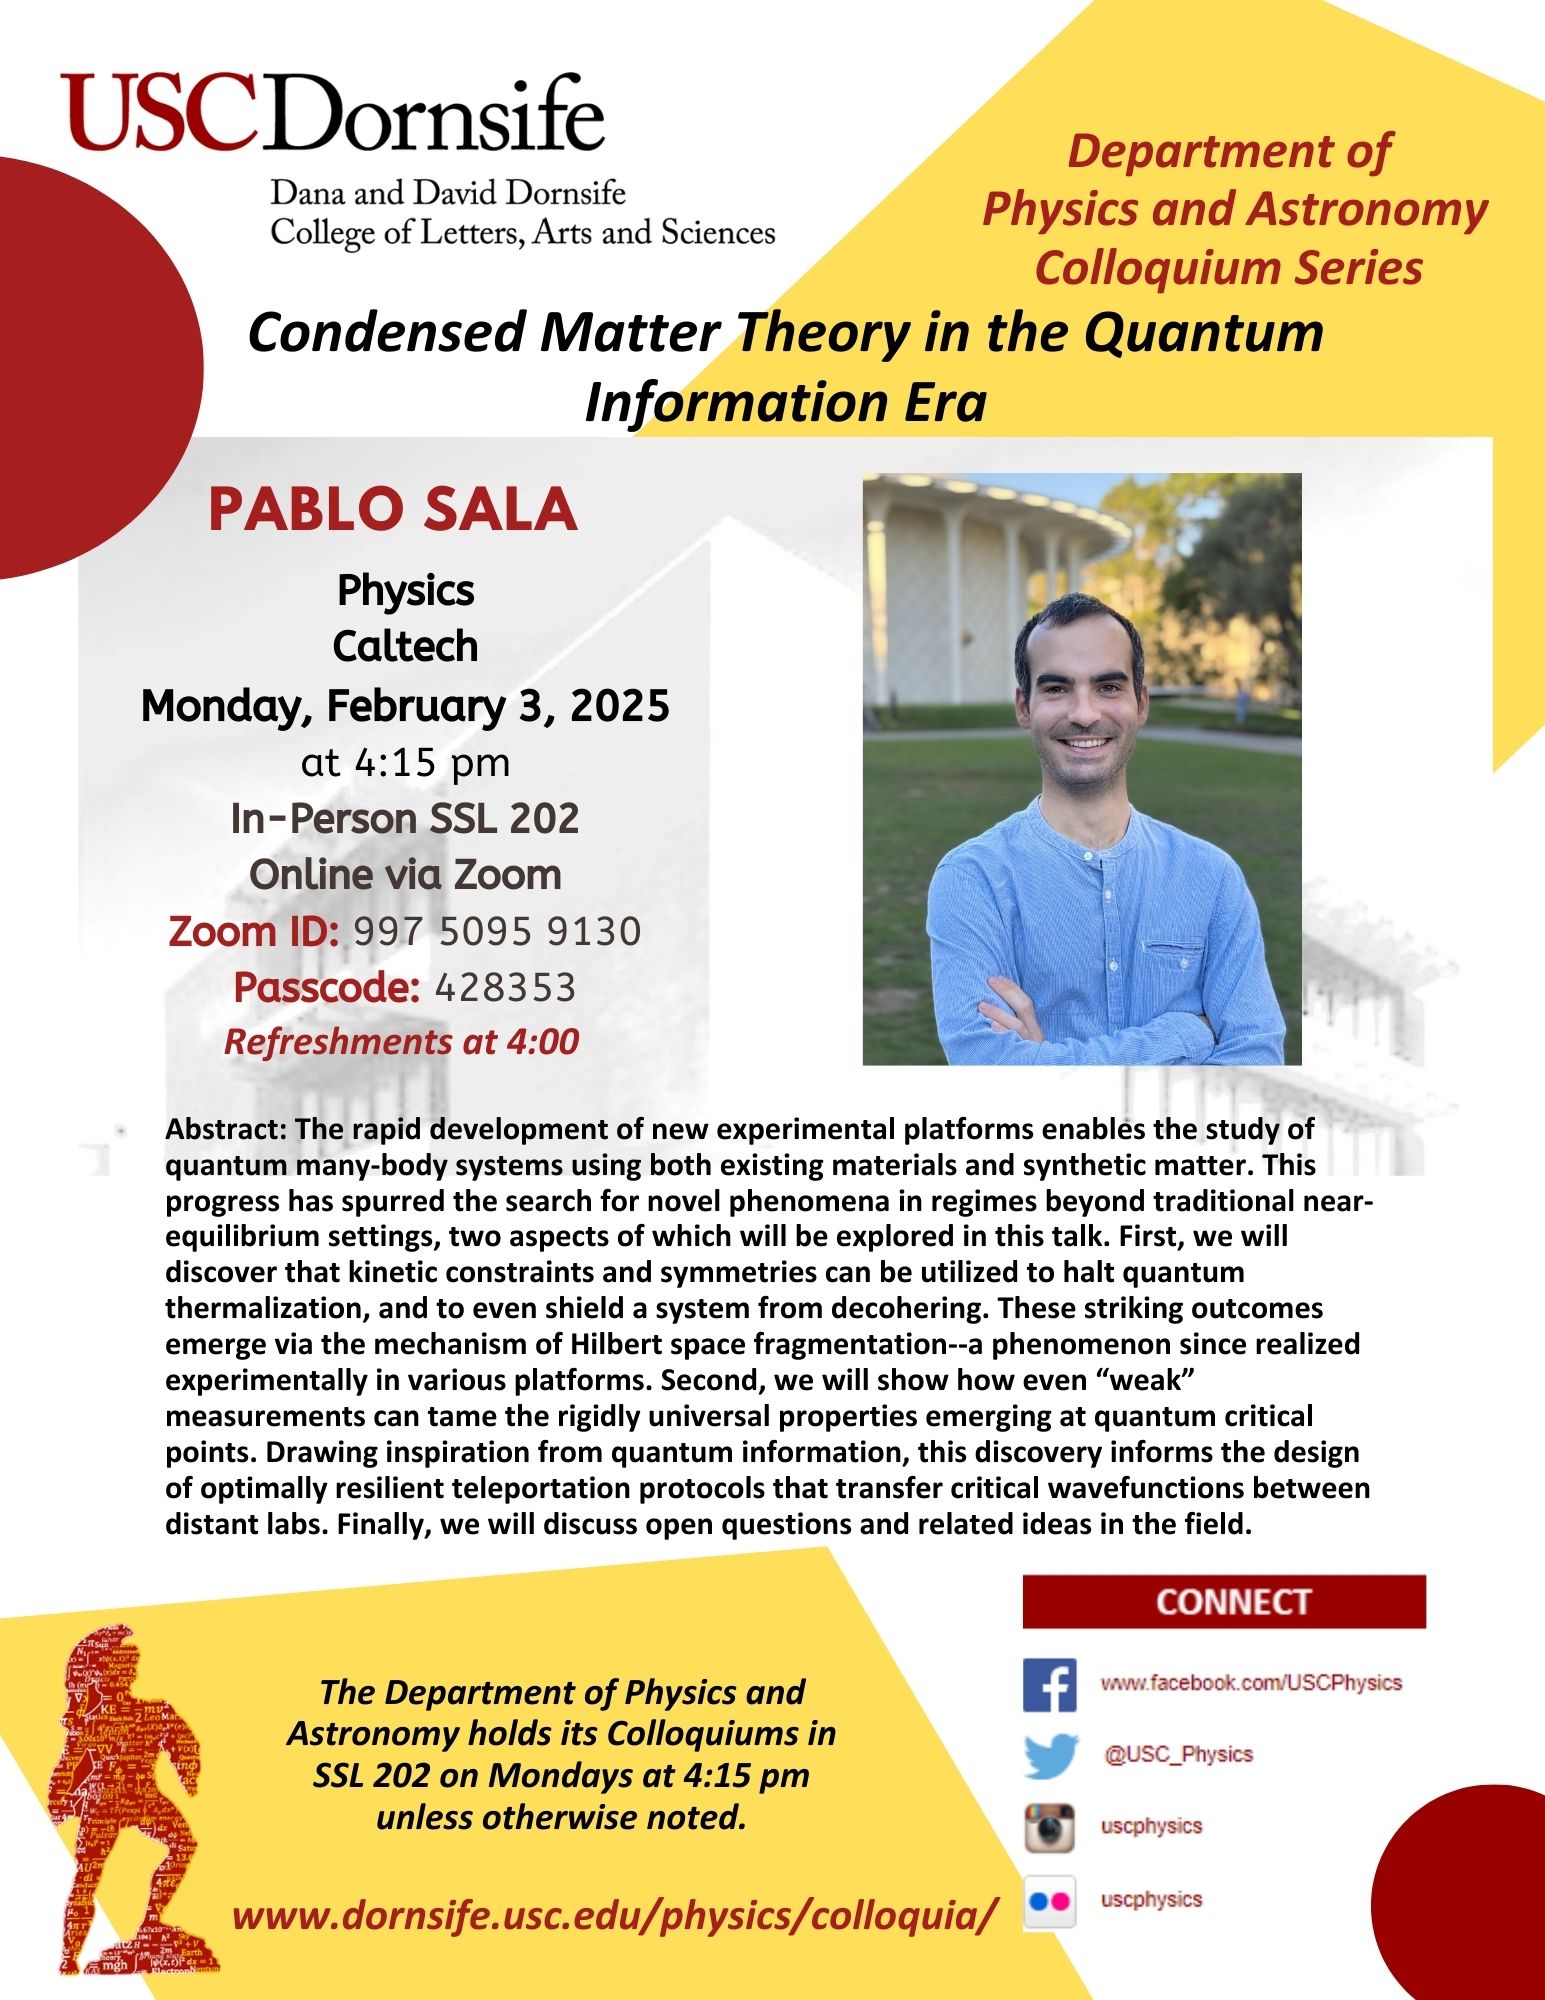 USCDornsife
Dana and David Dornsife
College of Letters, Arts and Sciences
Department of
Physics and Astronomy
Colloquium Series
Condensed Matter Theory in the Quantum
Information Era
PABLO SALA
Physics
Caltech
Monday, February 3, 2025
at 4:15 pm
In-Person SSL 202
Online via Zoom
Zoom ID: 997 5095 9130
Passcode: 428353
Refreshments at 4:00
Abstract: The rapid development of new experimental platforms enables the study of
quantum many-body systems using both existing materials and synthetic matter. This
progress has spurred the search for novel phenomena in regimes beyond traditional near-
equilibrium settings, two aspects of which will be explored in this talk. First, we will
discover that kinetic constraints and symmetries can be utilized to halt quantum
thermalization, and to even shield a system from decohering. These striking outcomes
emerge via the mechanism of Hilbert space fragmentation--a phenomenon since realized
experimentally in various platforms. Second, we will show how even “weak”
measurements can tame the rigidly universal properties emerging at quantum critical
points. Drawing inspiration from quantum information, this discovery informs the design
of optimally resilient teleportation protocols that transfer critical wavefunctions between
distant labs. Finally, we will discuss open questions and related ideas in the field.
The Department of Physics and
Astronomy holds its Colloquiums in
SSL 202 on Mondays at 4:15 pm
unless otherwise noted.
www.dornsife.usc.edu/physics/colloquia/
CONNECT
www.facebook.com/USCPhysics
@USC_Physics
uscphysics
uscphysics